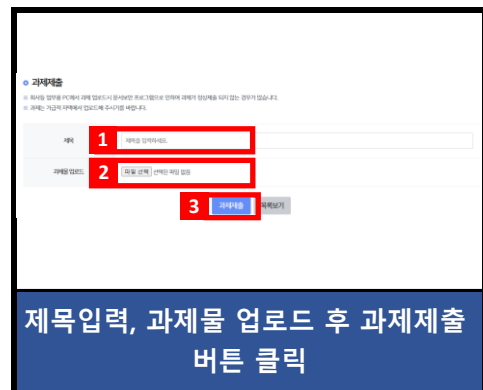 과제제출
※ 회사등 업무용 PC에서 과제 업로드시 문서보안 프로그램으로 인하여 과제가 정상제출 되지 않는 경우가 있습니다.
※ 과제는 가급적 자택에서 업로드해 주시기를 바랍니다.
제목 1 제목을 입력하세요.
과제물 업로드 2 파일 선택 선택된 파일 없음
3 과제제출 목록보기
제목입력, 과제물 업로드 후 과제제출
버튼 클릭